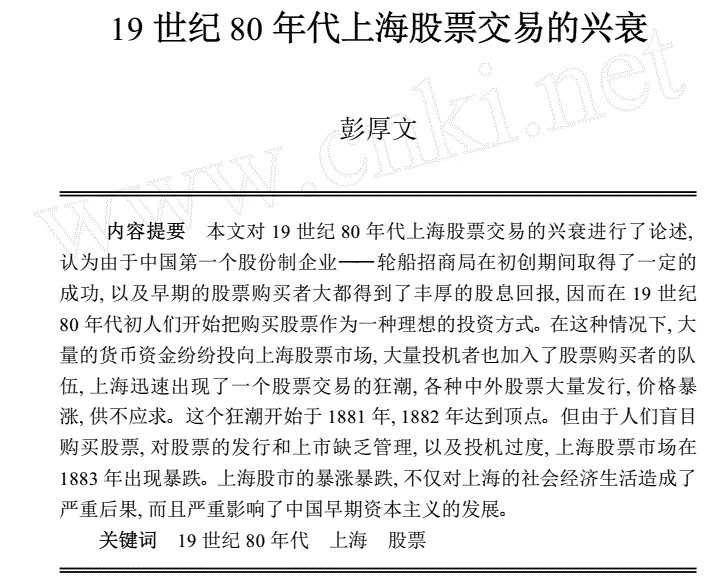 19 世纪 80 年代上海股票交易的兴衰
彭厚文
www.cnki.net
内容提要 本文对 19 世纪 80 年代上海股票交易的兴衰进行了论述,
认为由于中国第一个股份制企业——轮船招商局在初创期间取得了一定的
成功, 以及早期的股票购买者大都得到了丰厚的股息回报, 因而在 19 世纪
80 年代初人们开始把购买股票作为一种理想的投资方式。在这种情况下, 大
量的货币资金纷纷投向上海股票市场, 大量投机者也加入了股票购买者的队
伍, 上海迅速出现了一个股票交易的狂潮, 各种中外股票大量发行, 价格暴
涨, 供不应求。这个狂潮开始于 1881 年, 1882 年达到顶点。但由于人们盲目
购买股票, 对股票的发行和上市缺乏管理, 以及投机过度, 上海股票市场在
1883 年出现暴跌。上海股市的暴涨暴跌, 不仅对上海的社会经济生活造成了
严重后果, 而且严重影响了中国早期资本主义的发展。
关键词 19 世纪 80 年代 上海 股票